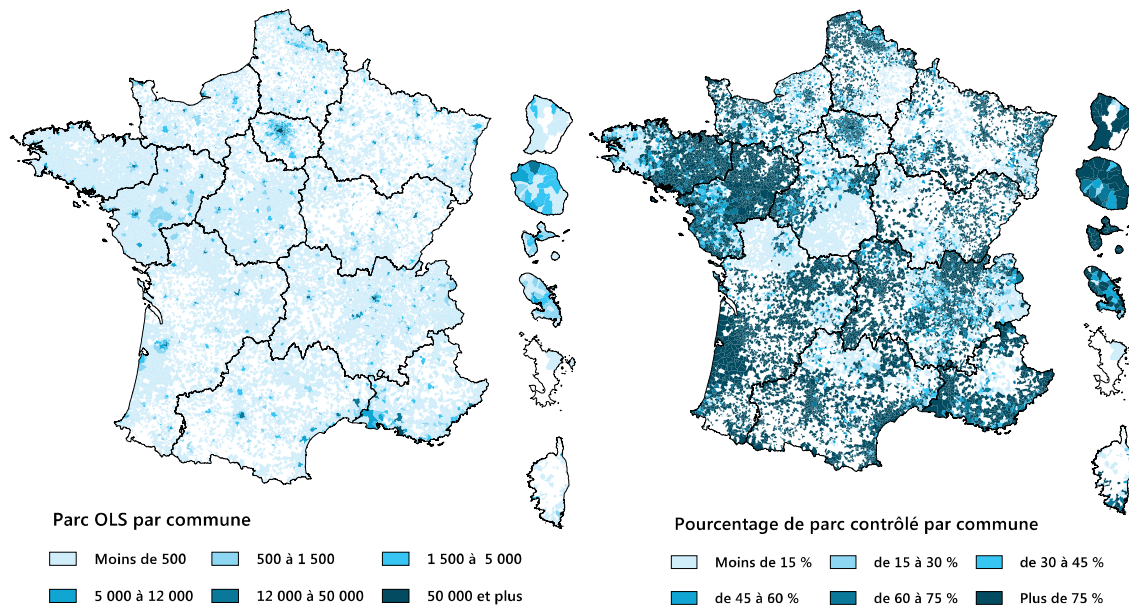 Parc OLS par commune
Moins de 500
500 à 1 500
1 500 à 5 000
5 000 à 12 000
12 000 à 50 000
50 000 et plus
Pourcentage de parc contrôlé par commune
Moins de 15 %
de 15 à 30 %
de 30 à 45 %
de 45 à 60 %
de 60 à 75 %
Plus de 75 %